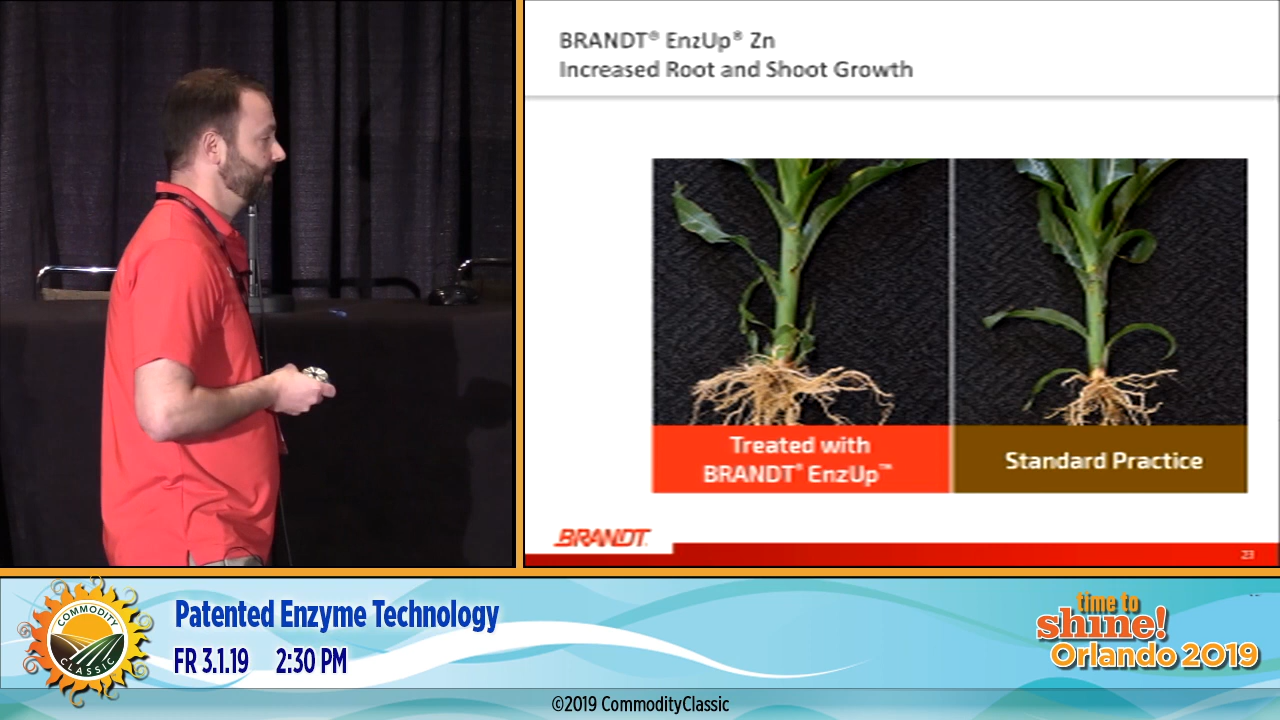 BRANDT® EnzUp® Zn
Increased Root and Shoot Growth
Treated with
BRANDT® EnzUp™
Standard Practice
BRANDT
23
COMMODITY
CLASSIC
Patented Enzyme Technology
FR 3.1.19 2:30 PM
time to
shine!
Orlando 2019
©2019 CommodityClassic